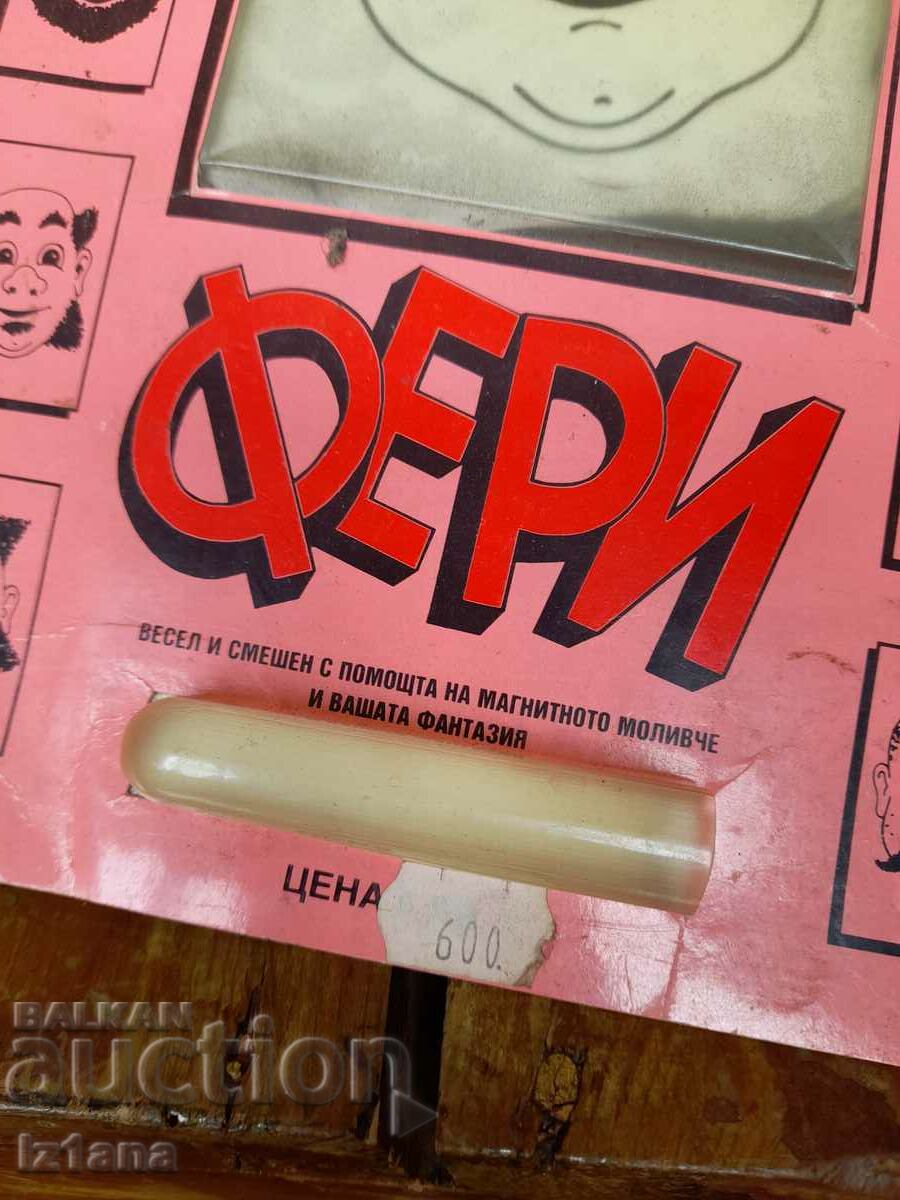 ФЕРИ
ВЕСЕЛ И СМЕШЕН С ПОМОЩТА НА МАГНИТНОТО МОЛИВЧЕ
И ВАШАТА ФАНТАЗИЯ
ЦЕНА
600.
BALKAN
auction
Iz1ana